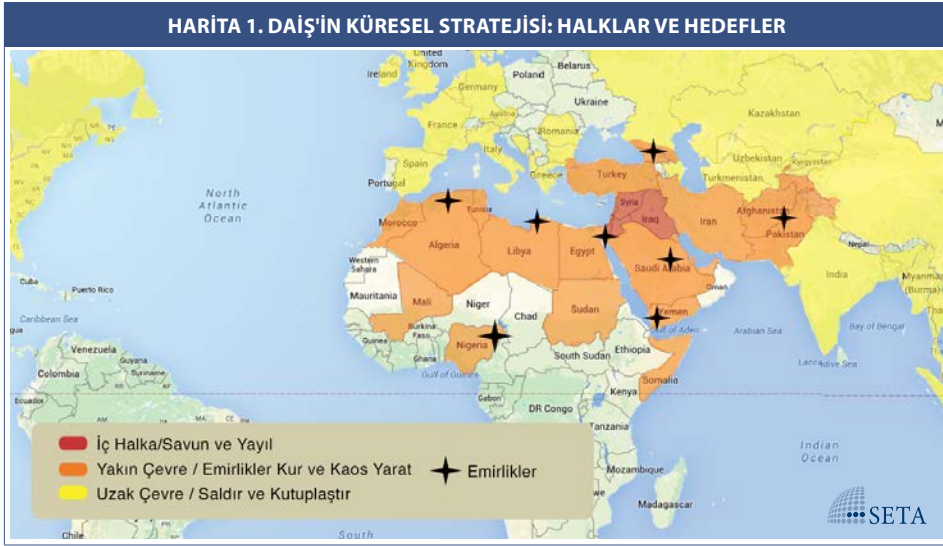 HARİTA 1. DAİŞ'İN KÜRESEL STRATEJİSİ: HALKLAR VE HEDEFLER
United
Kingdom
Ireland
Belarus
Poland
Germany
Ukraine
France
Austria
Kazakhstan
Romania
Italy
Spain
Uzbekistan
Kyrgyzstan
Portugal
Greece
Turkey
Turkmenistan
North
Atlantic
Ocean
Tunisia
Syria
Iraq
Iran
Afghanistan
Morocco
Pakistan
Algeria
Libya
Egypt
Nepal
Western
Sahara
Saudi Arabia
India
Myanmar
(Burma)
Cuba
Puerto Rico
Oman
Mauritania
Mali
Niger
Chad
Sudan
Yemen
Caribbean Sea
Burkina
Faso
Gulf of Aden
Arabian Sea
Bay of Bengal
Guinea
Nigeria
Venezuela
Guyana
Suriname
Ghana
South Sudan
Ethiopia
Laccadive Sea
Colombia
Gulf of Guinea
Somalia
Ecuador
Gabon
Kenya
DR Congo
Tanzania
İç Halka/Savun ve Yayıl
Yakın Çevre / Emirlikler Kur ve Kaos Yarat
Emirlikler
Uzak Çevre / Saldır ve Kutuplaştır
Indian
Ocean
Mozambique
Madagascar
Chile
South
SETA